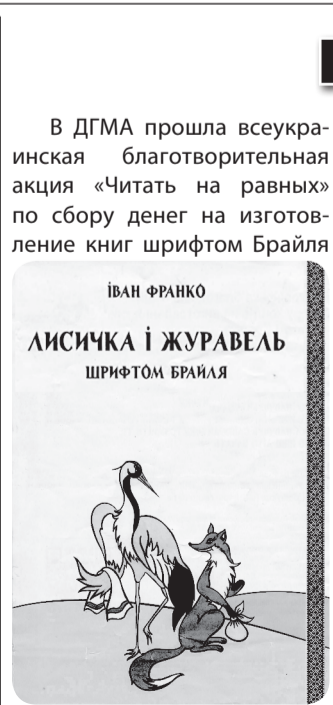 В ДГМА прошла всеукра-
инская благотворительная
акция «Читать на равных»
по сбору денег на изготов-
ление книг шрифтом Брайля
ІВАН ФРАНКО
ЛИСИЧКА І ЖУРАВЕЛЬ
ШРИФТОМ БРАЙЛЯ